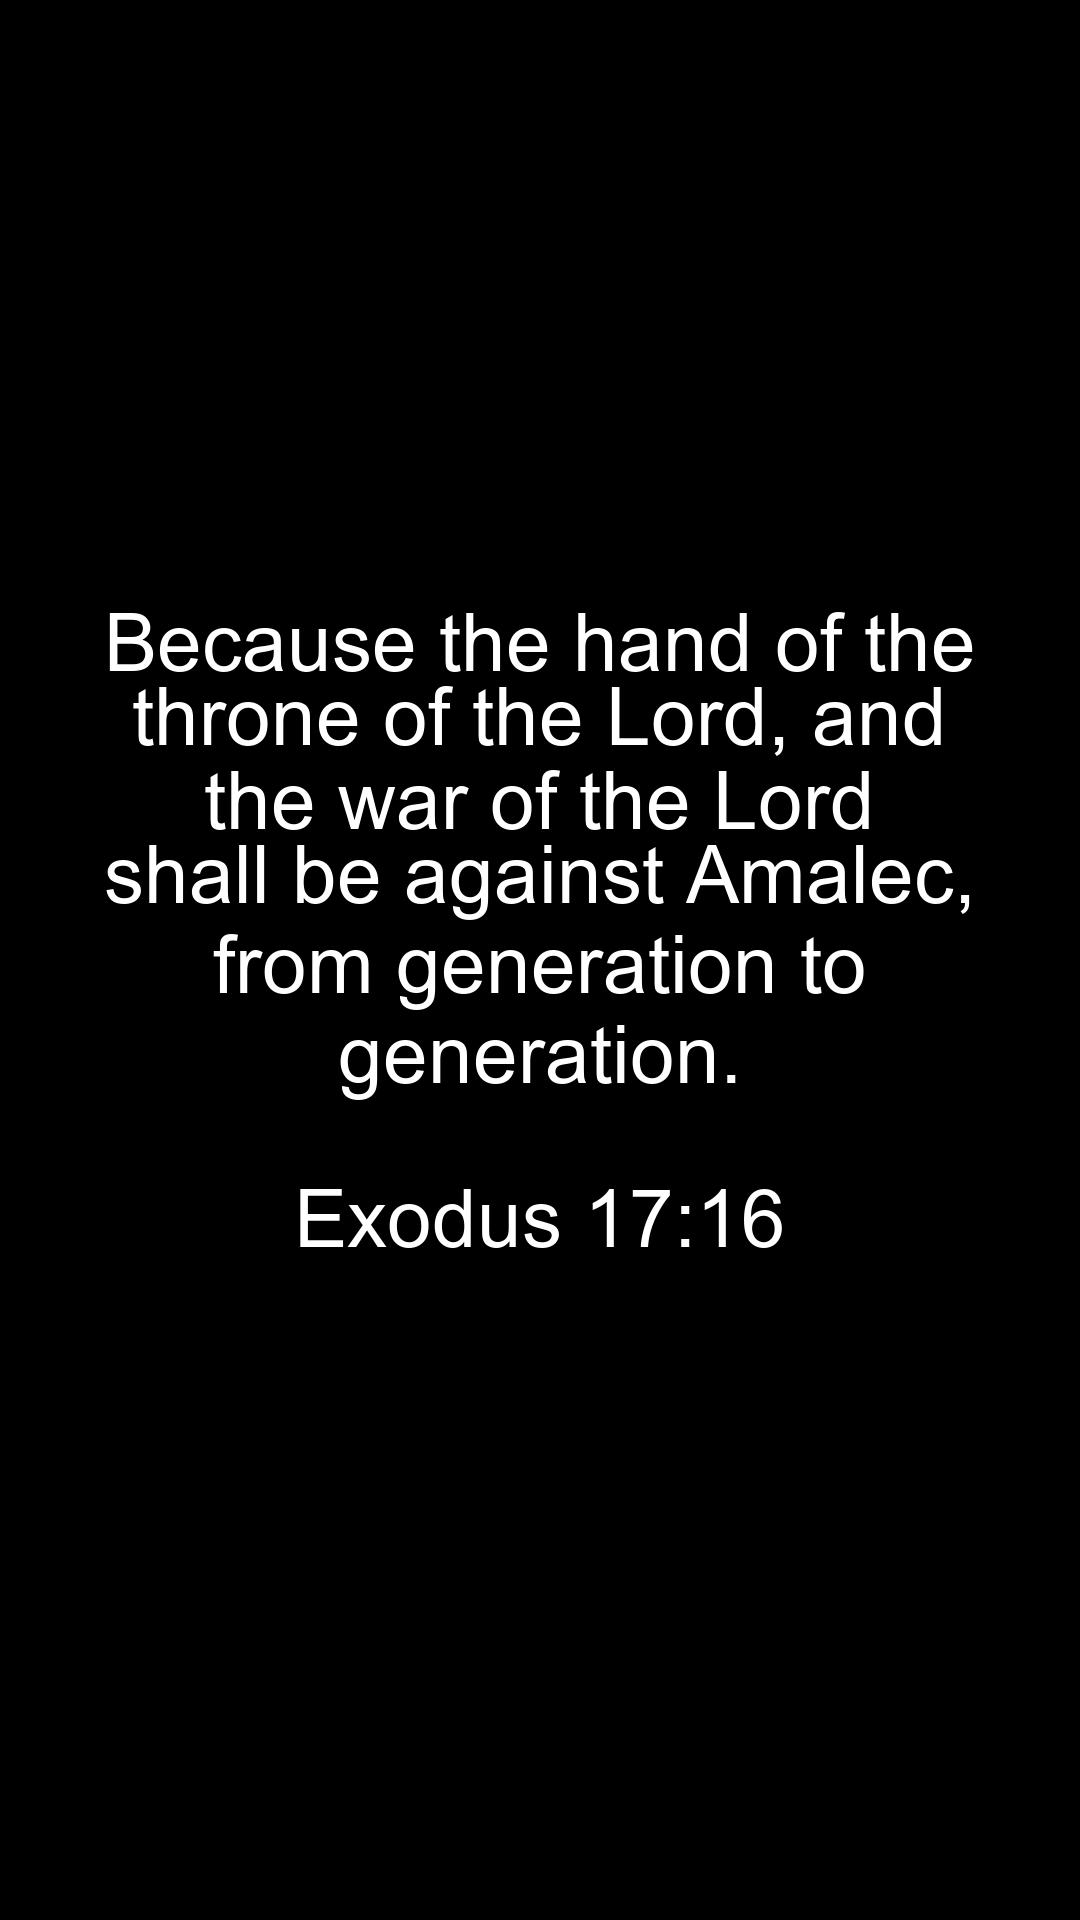 Because the hand of the
throne of the Lord, and
the war of the Lord
shall be against Amalec,
from generation to
generation.
Exodus 17:16